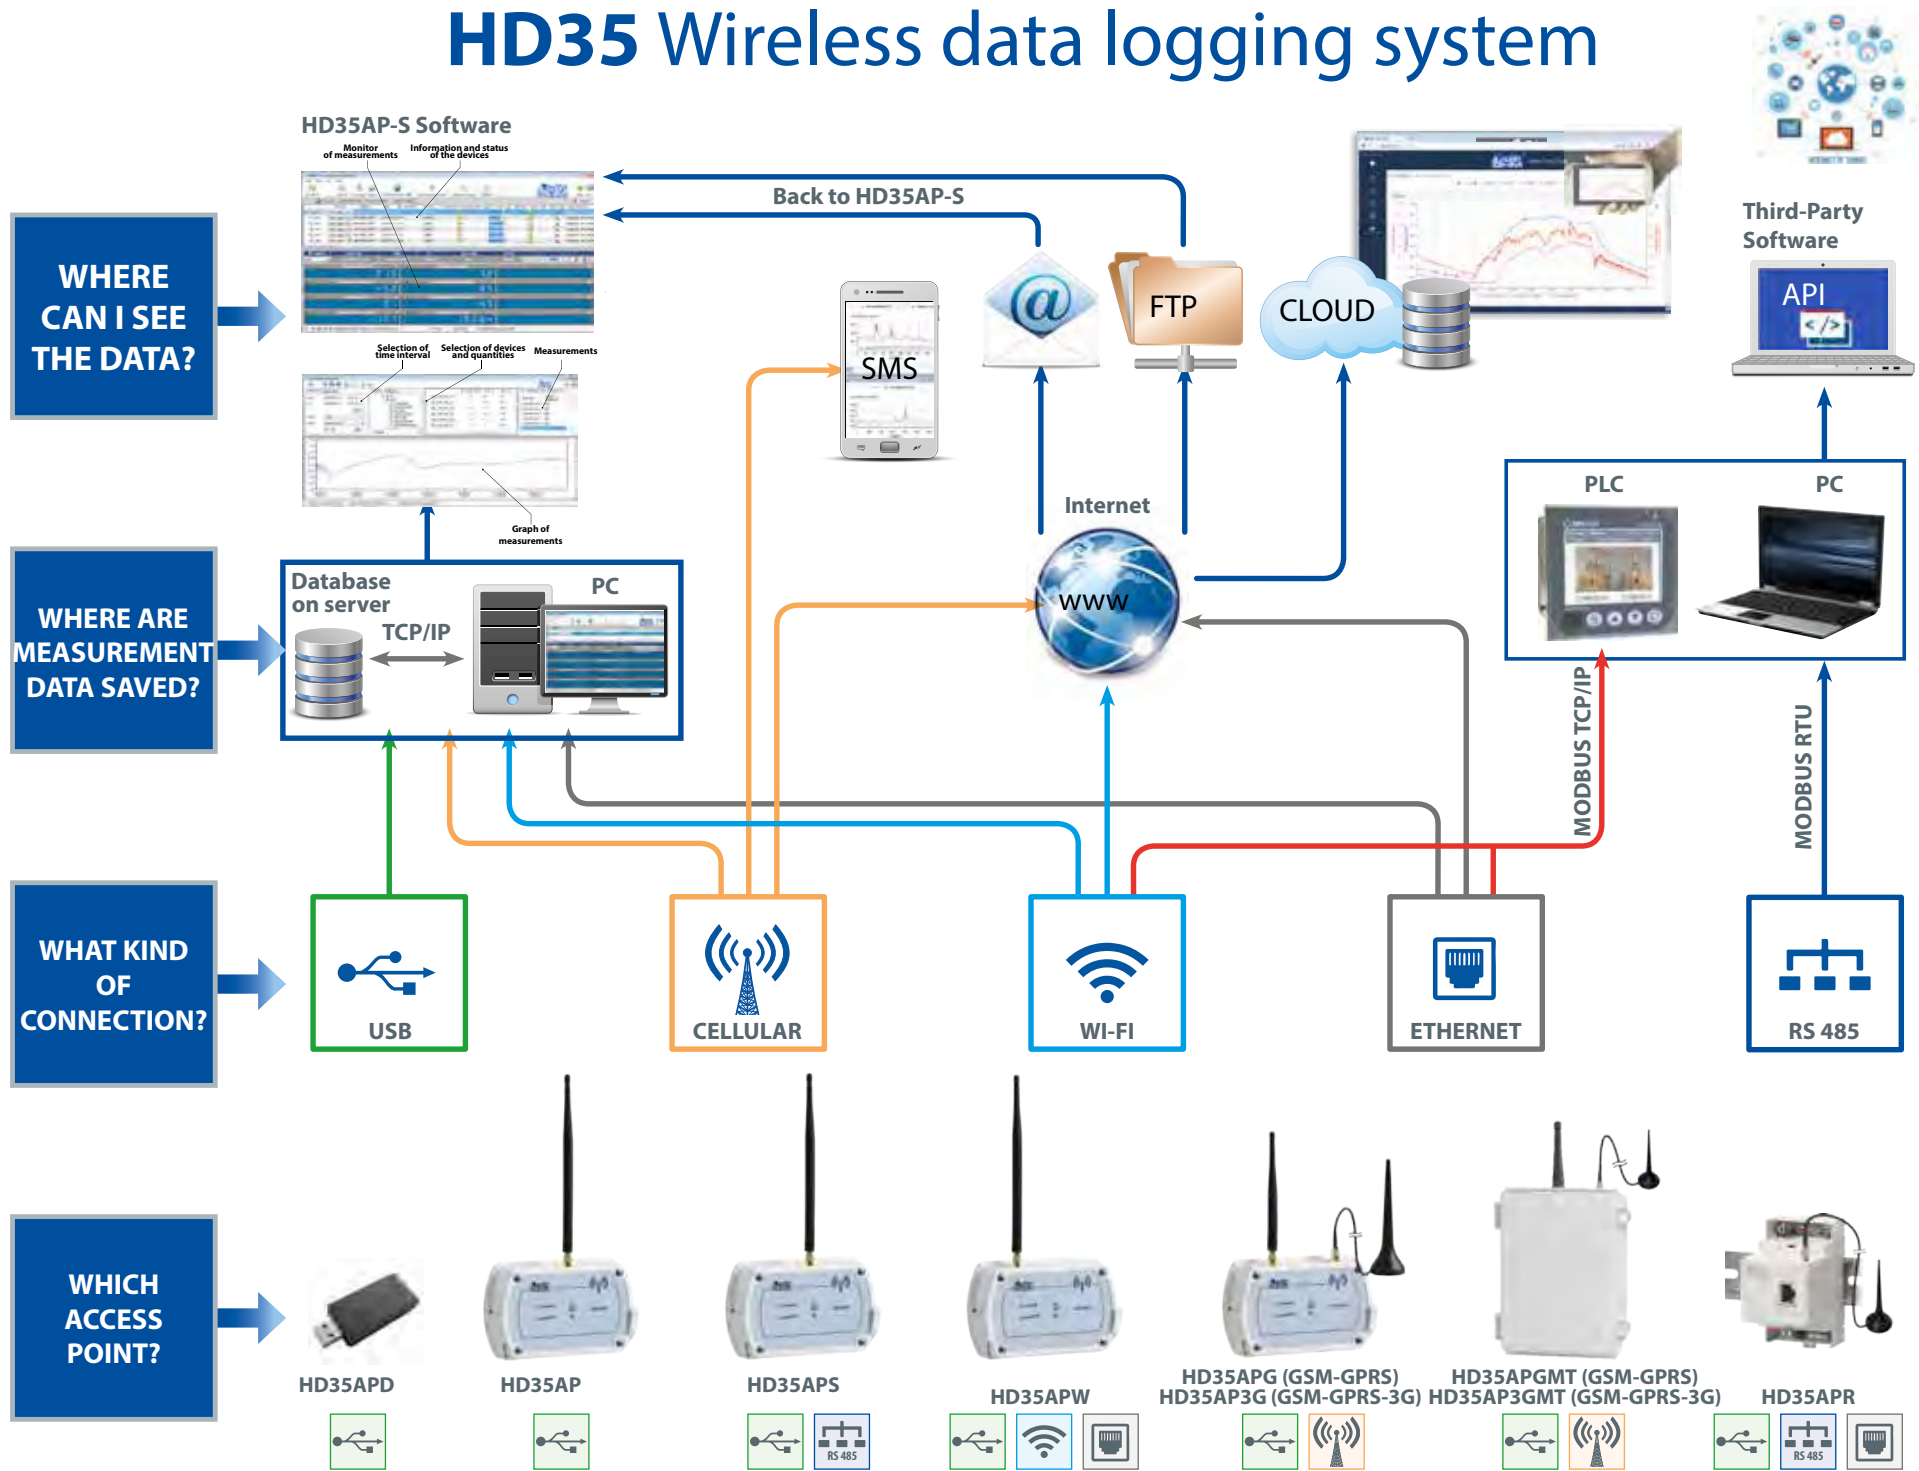 HD35 Wireless data logging system
HD35AP-S Software
Monitor
of measurements
Information and status
of the devices
Back to HD35AP-S
Third-Party
Software
API
</>
WHERE
CAN I SEE
THE DATA?
SMS
@
FTP
CLOUD
Selection of
time interval
Selection of devices
and quantities
Measurements
Graph of
measurements
Internet
www
PLC
PC
WHERE ARE
MEASUREMENT
DATA SAVED?
Database
on server
TCP/IP
PC
MODBUS TCP/IP
MODBUS RTU
WHAT KIND
OF
CONNECTION?
USB
CELLULAR
WI-FI
ETHERNET
RS 485
WHICH
ACCESS
POINT?
HD35APD
HD35AP
HD35APS
HD35APW
HD35APG (GSM-GPRS)
HD35AP3G (GSM-GPRS-3G)
HD35APGMT (GSM-GPRS)
HD35AP3GMT (GSM-GPRS-3G)
HD35APR
RS 485
RS 485